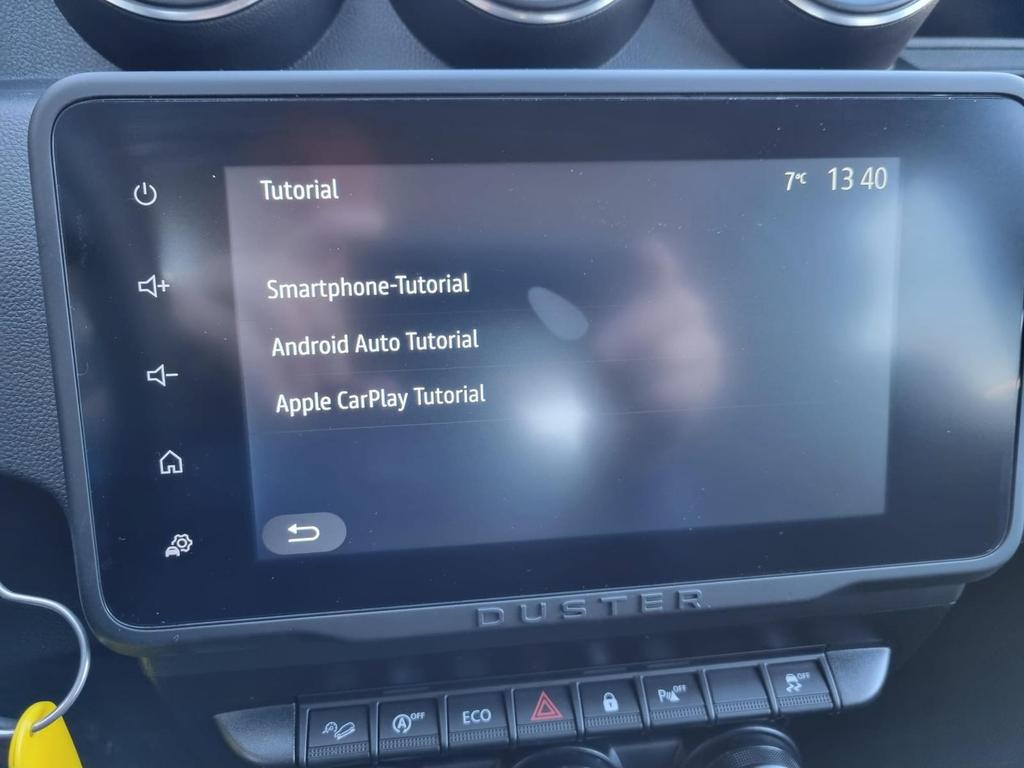 Tutorial
7°C 13 40
Smartphone-Tutorial
Android Auto Tutorial
Apple CarPlay Tutorial
DUSTER
A OFF
ECO
P OFF
OFF